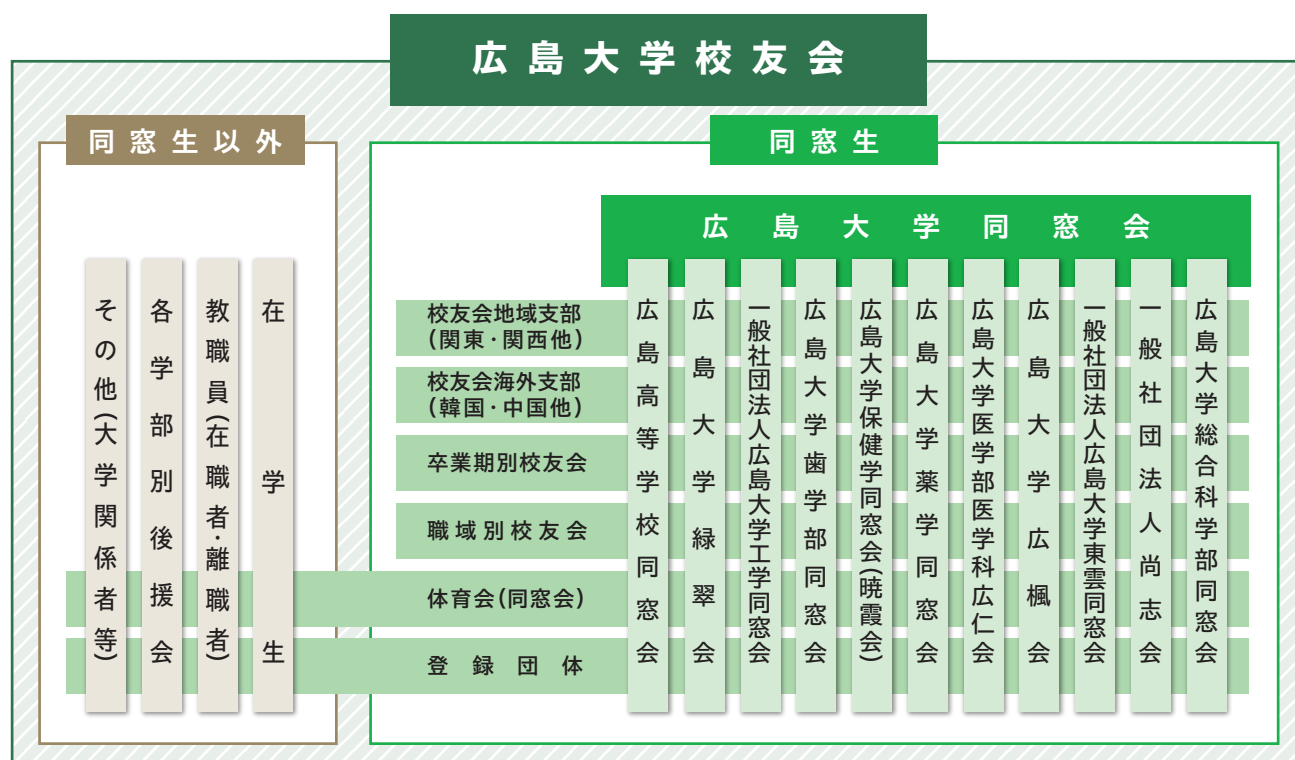 広島大学校友会
同窓生以外
同窓生
広島大学同窓会
その他(大学関係者等)
各学部別後援会
教職員(在職者・離職者)
在学生
校友会地域支部
(関東・関西他)
校友会海外支部
(韓国・中国他)
卒業期別校友会
職域別校友会
体育会(同窓会)
登録団体
広島高等学校同窓会
広島大学緑翠会
一般社団法人広島大学工学同窓会
広島大学歯学部同窓会
広島大学保健学同窓会(暁霞会)
広島大学薬学同窓会
広島大学医学部医学科広仁会
広島大学広楓会
一般社団法人広島大学東雲同窓会
一般社団法人尚志会
広島大学総合科学部同窓会